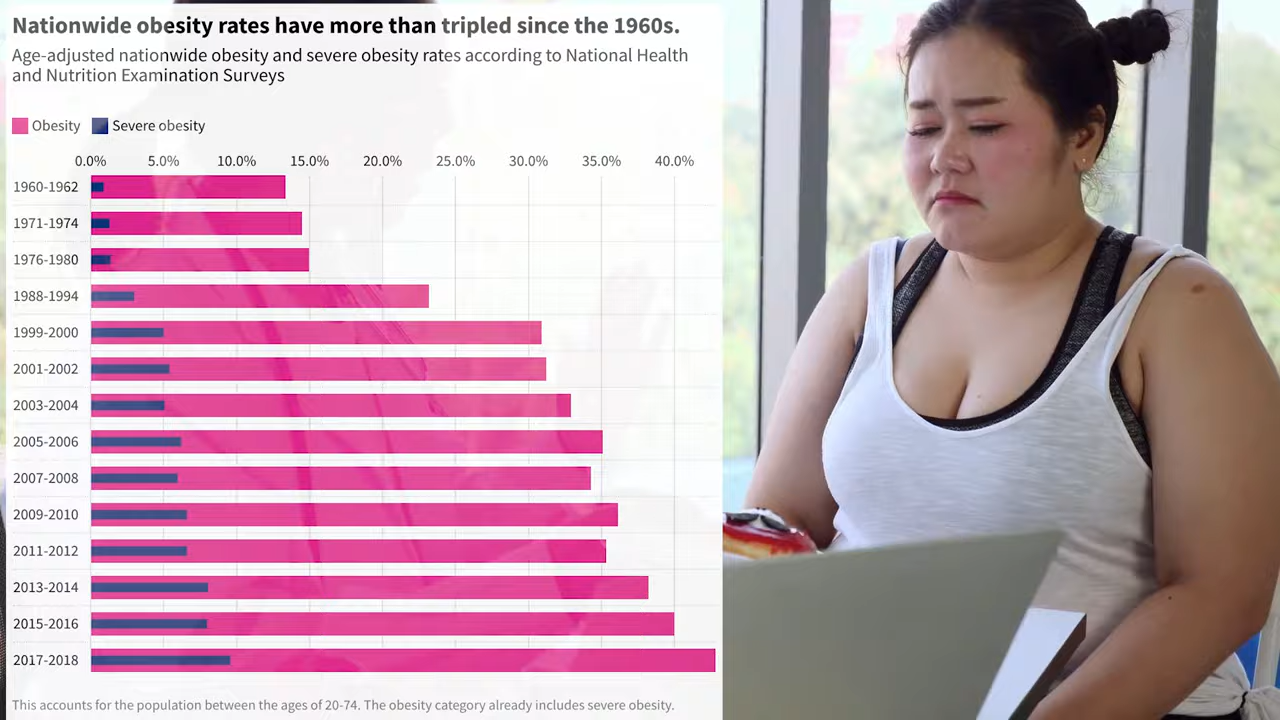 Nationwide obesity rates have more than tripled since the 1960s.
Age-adjusted nationwide obesity and severe obesity rates according to National Health
and Nutrition Examination Surveys
Obesity Severe obesity
0.0% 5.0% 10.0% 15.0% 20.0% 25.0% 30.0% 35.0% 40.0%
1960-1962
1971-1974
1976-1980
1988-1994
1999-2000
2001-2002
2003-2004
2005-2006
2007-2008
2009-2010
2011-2012
2013-2014
2015-2016
2017-2018
This accounts for the population between the ages of 20-74. The obesity category already includes severe obesity.